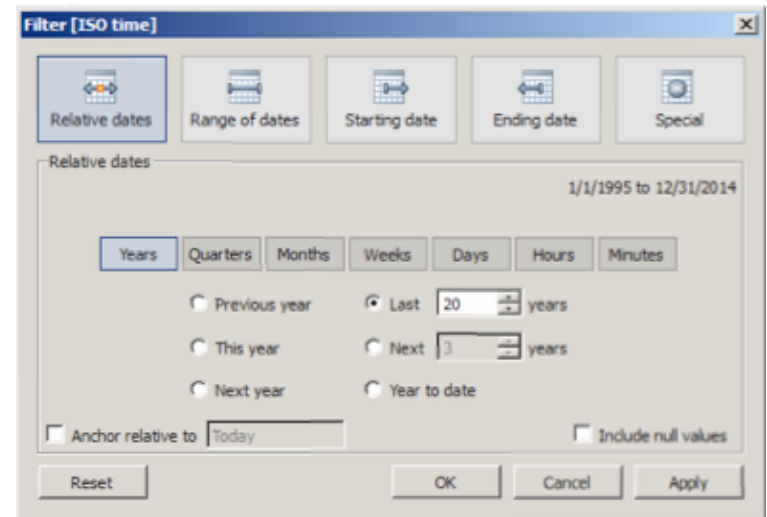 Filter [ISO time]
Relative dates Range of dates Starting date Ending date Special
Relative dates
1/1/1995 to 12/31/2014
Years Quarters Months Weeks Days Hours Minutes
Previous year Last 20 years
This year Next 3 years
Next year Year to date
Anchor relative to Today Include null values
Reset OK Cancel Apply